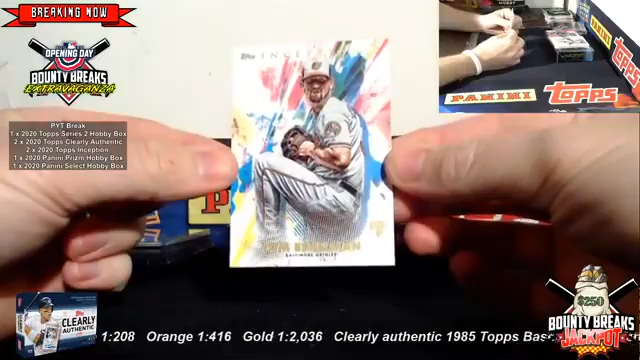 BREAKING NOW
OPENING DAY
BOUNTY BREAKS
EXTRAVAGANZA
PYT Break
1 x 2020 Topps Series 2 Hobby Box
2 x 2020 Topps Clearly Authentic
2 x 2020 Topps Inception
1 x 2020 Panini Prizm Hobby Box
1 x 2020 Panini Select Hobby Box
Topps INCEP
BALTIMORE ORIOLES
PANINI topps
PANINI
topps
CLEARLY
AUTHENTIC
1:208 Orange 1:416 Gold 1:2,036 Clearly authentic 1985 Topps
$250
BOUNTY BREAKS
JACKPOT